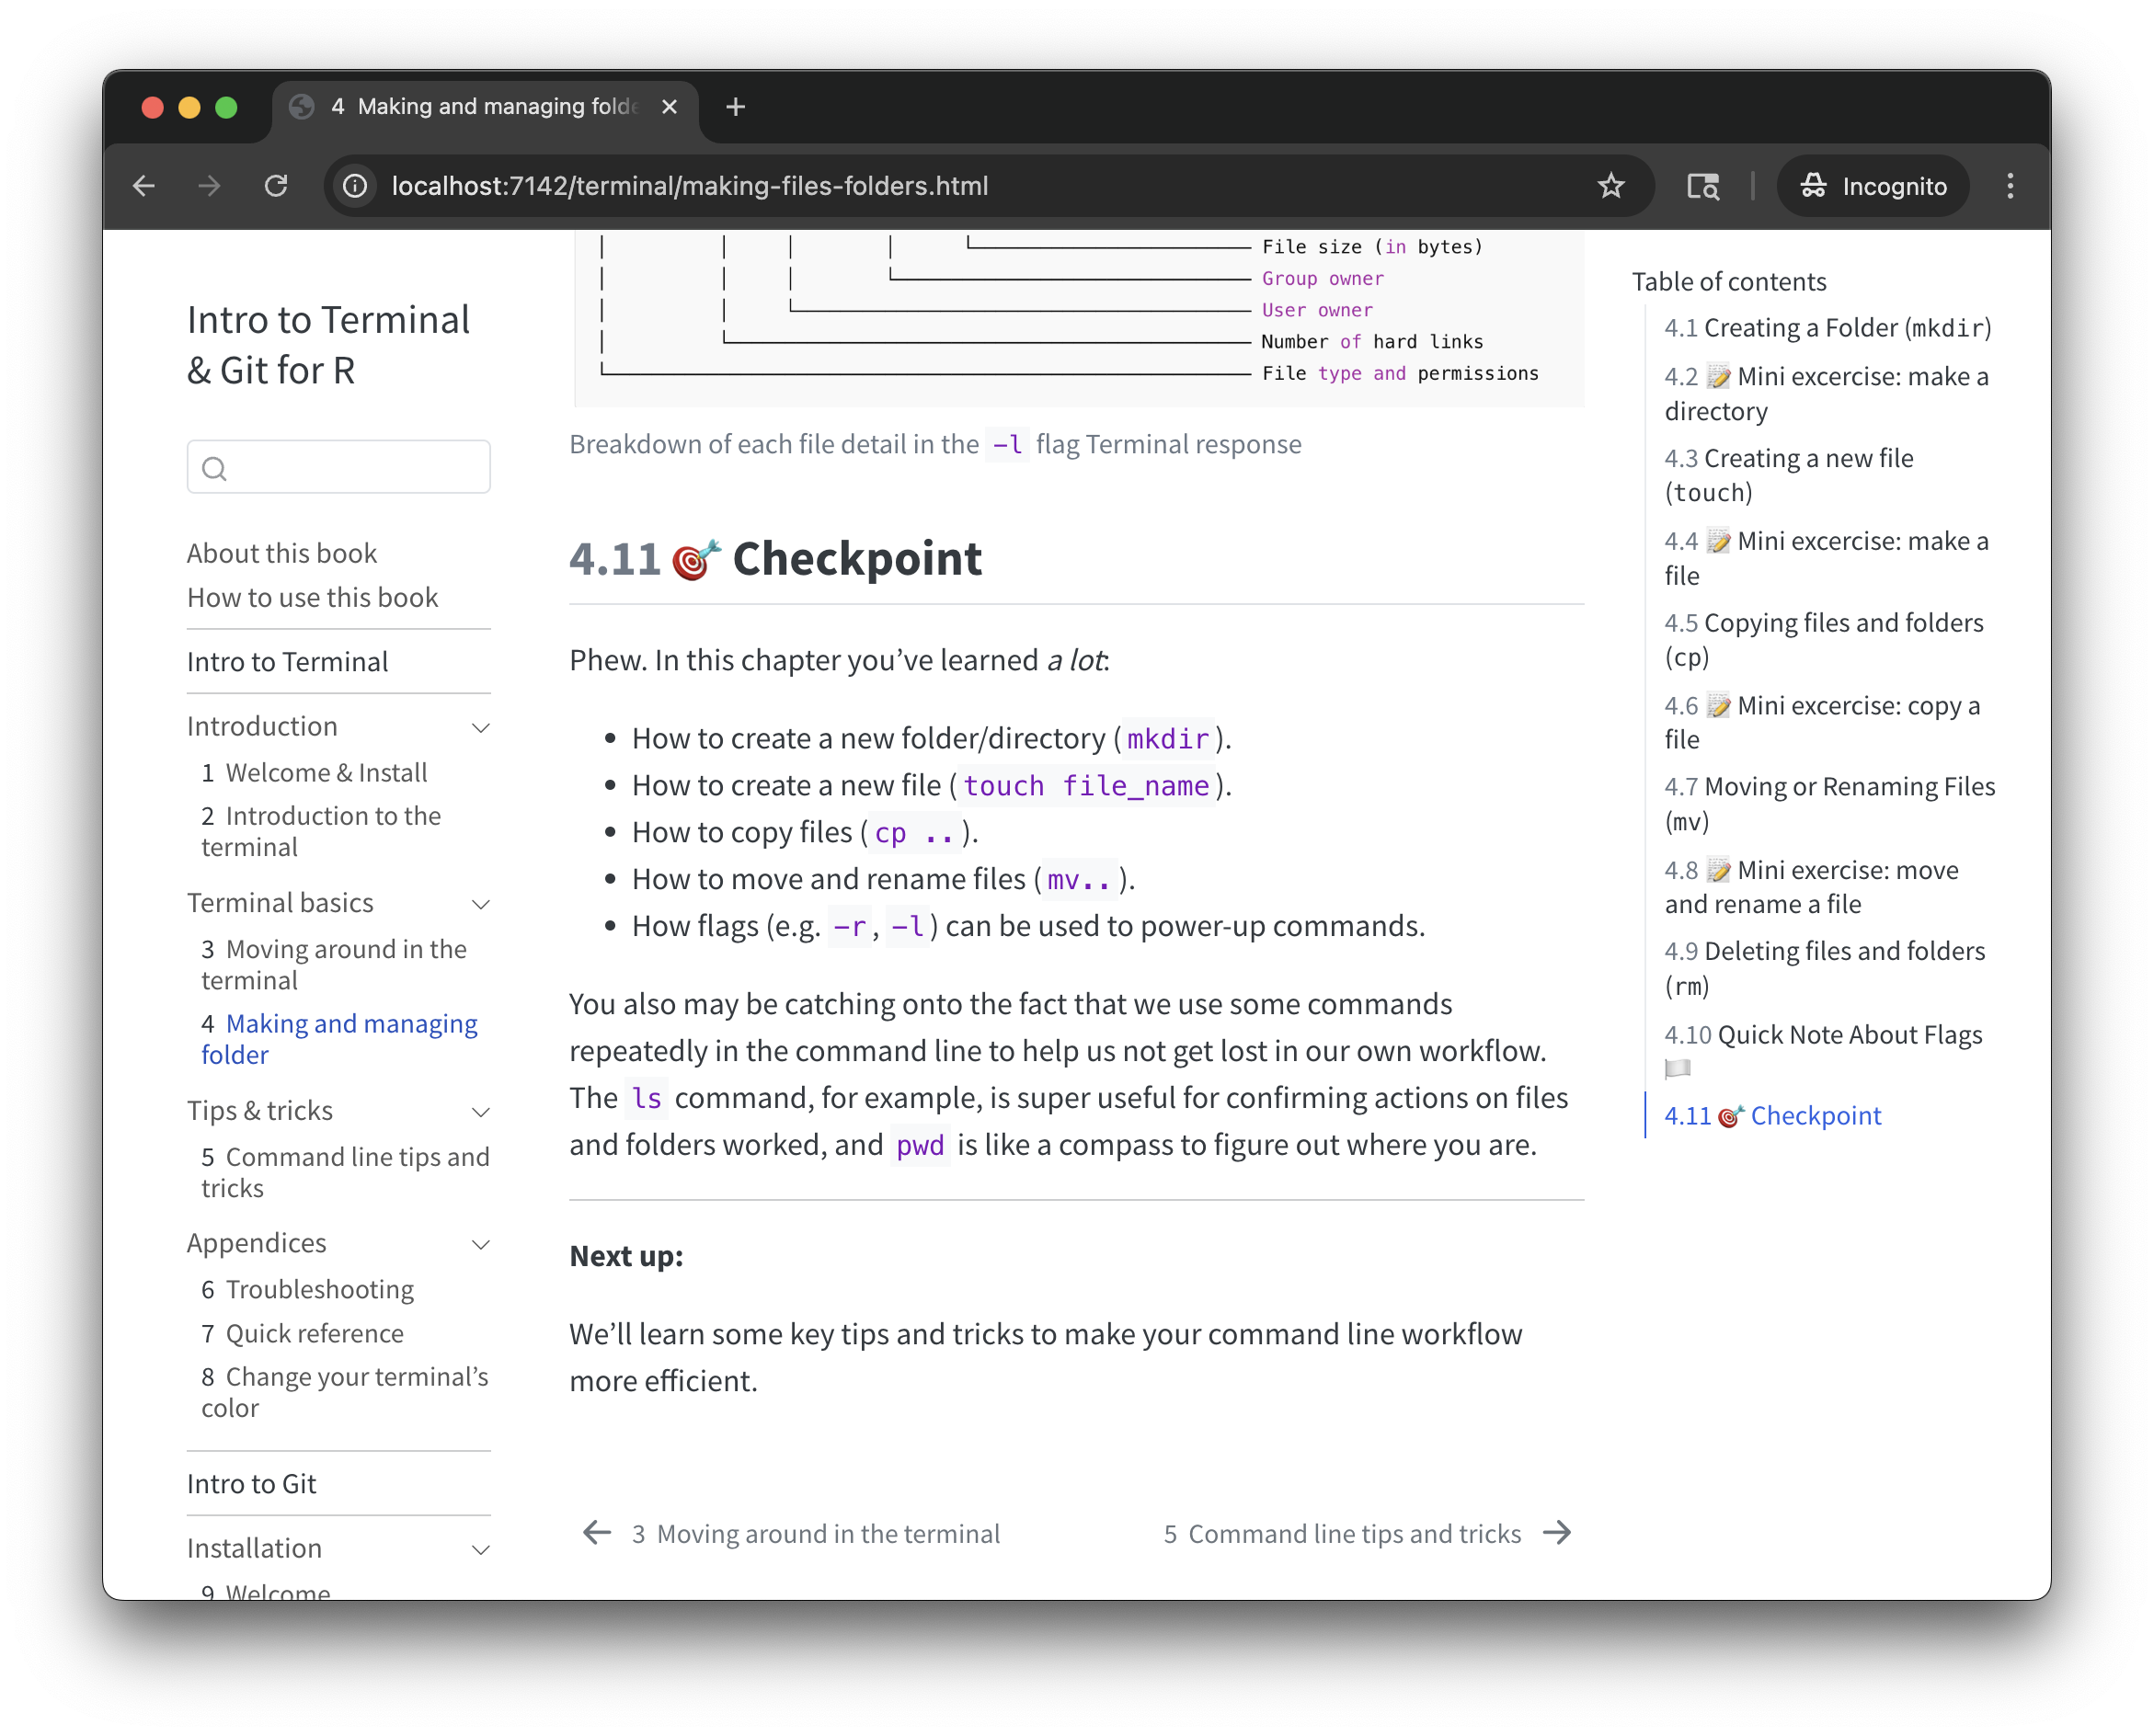 4 Making and managing folde
localhost:7142/terminal/making-files-folders.html
Incognito
Intro to Terminal
& Git for R
About this book
How to use this book
Intro to Terminal
Introduction
1 Welcome & Install
2 Introduction to the
terminal
Terminal basics
3 Moving around in the
terminal
4 Making and managing
folder
Tips & tricks
5 Command line tips and
tricks
Appendices
6 Troubleshooting
7 Quick reference
8 Change your terminal’s
color
Intro to Git
Installation
9 Welcome
File size (in bytes)
Group owner
User owner
Number of hard links
File type and permissions
Breakdown of each file detail in the -l flag Terminal response
4.11 🎯 Checkpoint
Phew. In this chapter you’ve learned a lot:
• How to create a new folder/directory (mkdir).
• How to create a new file (touch file_name).
• How to copy files (cp ..).
• How to move and rename files (mv..).
• How flags (e.g. -r, -l) can be used to power-up commands.
You also may be catching onto the fact that we use some commands
repeatedly in the command line to help us not get lost in our own workflow.
The ls command, for example, is super useful for confirming actions on files
and folders worked, and pwd is like a compass to figure out where you are.
Next up:
We’ll learn some key tips and tricks to make your command line workflow
more efficient.
← 3 Moving around in the terminal
5 Command line tips and tricks →
Table of contents
4.1 Creating a Folder (mkdir)
4.2 📝 Mini excercise: make a
directory
4.3 Creating a new file
(touch)
4.4 📝 Mini excercise: make a
file
4.5 Copying files and folders
(cp)
4.6 📝 Mini excercise: copy a
file
4.7 Moving or Renaming Files
(mv)
4.8 📝 Mini exercise: move
and rename a file
4.9 Deleting files and folders
(rm)
4.10 Quick Note About Flags
🏳️
4.11 🎯 Checkpoint